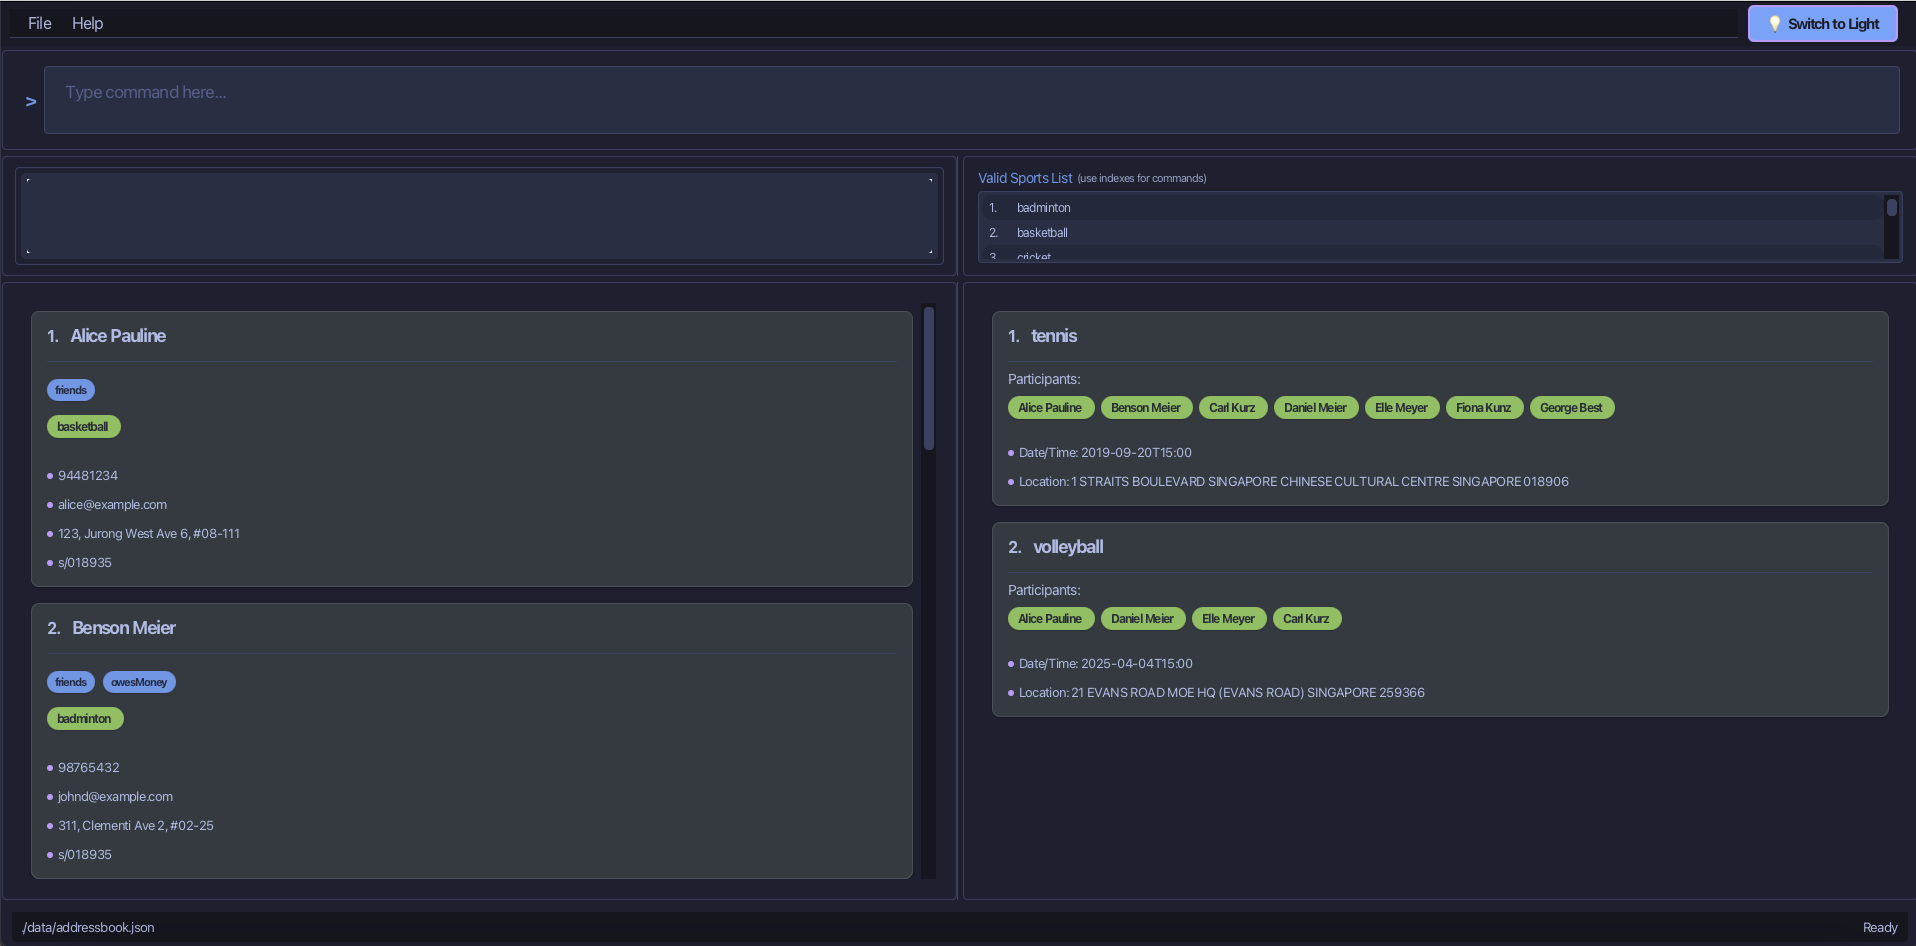 File Help
💡 Switch to Light
>
Type command here...
Valid Sports List (use indexes for commands)
1. badminton
2. basketball
3. cricket
1. Alice Pauline
friends
basketball
94481234
alice@example.com
123, Jurong West Ave 6, #08-111
s/018935
2. Benson Meier
friends owesMoney
badminton
98765432
johnd@example.com
311, Clementi Ave 2, #02-25
s/018935
1. tennis
Participants:
Alice Pauline Benson Meier Carl Kurz Daniel Meier Elle Meyer Fiona Kunz George Best
Date/Time: 2019-09-20T15:00
Location: 1 STRAITS BOULEVARD SINGAPORE CHINESE CULTURAL CENTRE SINGAPORE 018906
2. volleyball
Participants:
Alice Pauline Daniel Meier Elle Meyer Carl Kurz
Date/Time: 2025-04-04T15:00
Location: 21 EVANS ROAD MOE HQ (EVANS ROAD) SINGAPORE 259366
./data/addressbook.json
Ready